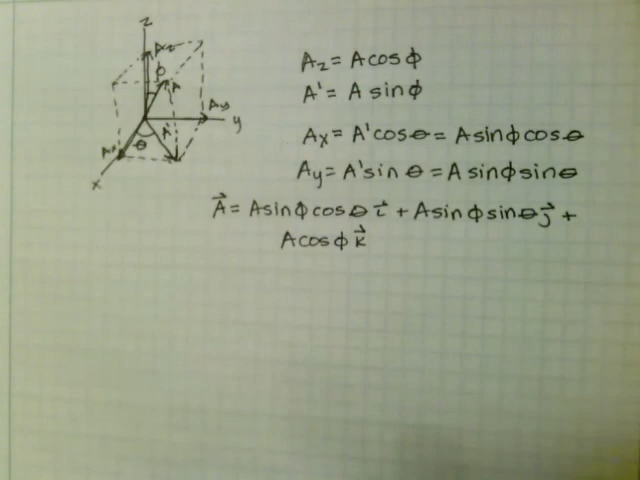 z
Az
ϕ
A
Ay
y
A'
θ
Ax
x
Az = A cos ϕ
A' = A sin ϕ
Ax = A' cos θ = A sin ϕ cos θ
Ay = A' sin θ = A sin ϕ sin θ
A⃗ = A sin ϕ cos θ i⃗ + A sin ϕ sin θ j⃗ +
A cos ϕ k⃗